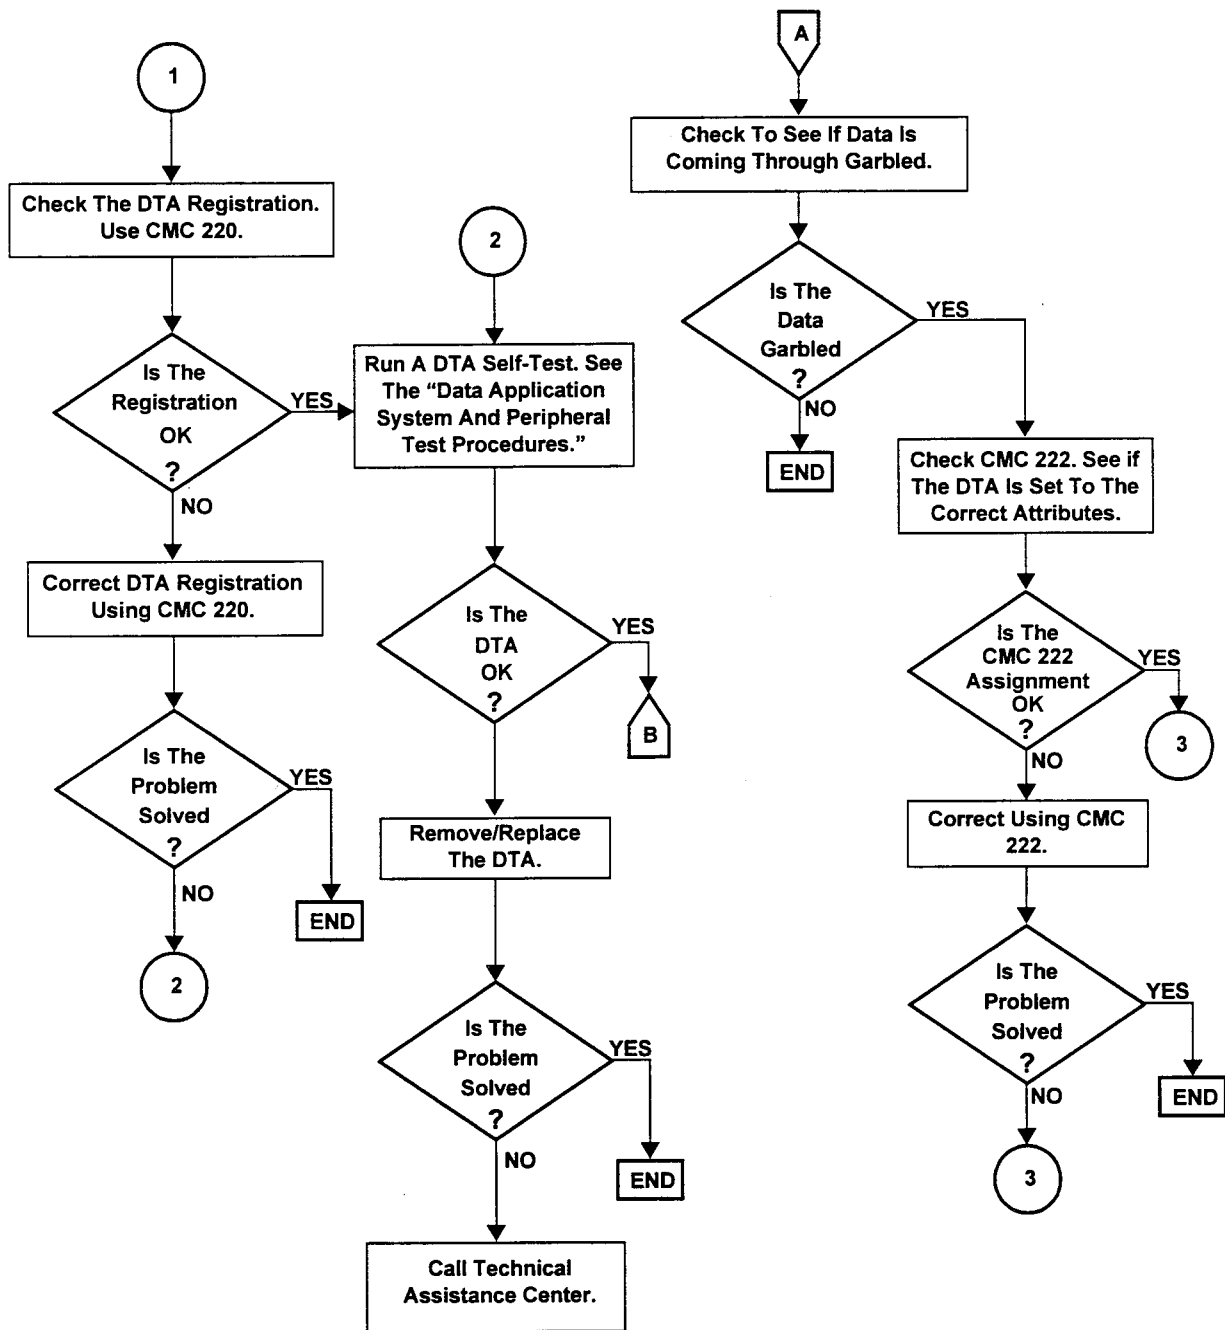 1
Check The DTA Registration.
Use CMC 220.
Is The
Registration
OK
?
YES
NO
Correct DTA Registration
Using CMC 220.
Is The
Problem
Solved
?
YES
NO
END
2
2
Run A DTA Self-Test. See
The “Data Application
System And Peripheral
Test Procedures.”
Is The
DTA
OK
?
YES
B
Remove/Replace
The DTA.
Is The
Problem
Solved
?
YES
NO
END
Call Technical
Assistance Center.
A
Check To See If Data Is
Coming Through Garbled.
Is The
Data
Garbled
?
YES
NO
END
Check CMC 222. See if
The DTA Is Set To The
Correct Attributes.
Is The
CMC 222
Assignment
OK
?
YES
3
NO
Correct Using CMC
222.
Is The
Problem
Solved
?
YES
NO
END
3